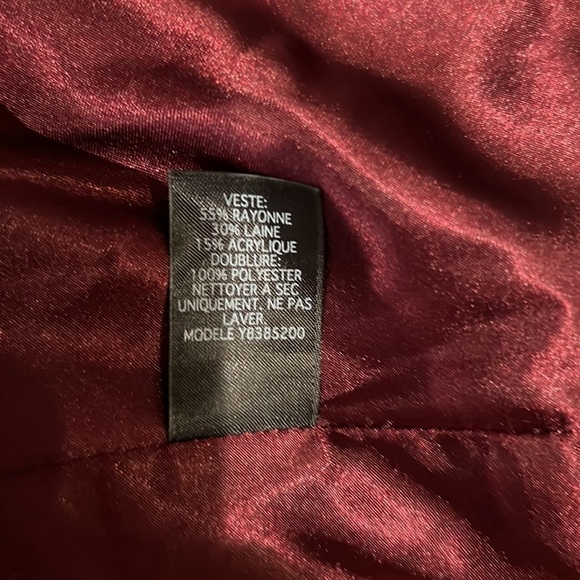 VESTE:
55% RAYONNE
30% LAINE
15% ACRYLIQUE
DOUBLURE:
100% POLYESTER
NETTOYER A SEC
UNIQUEMENT, NE PAS
LAVER
MODELE Y8385200